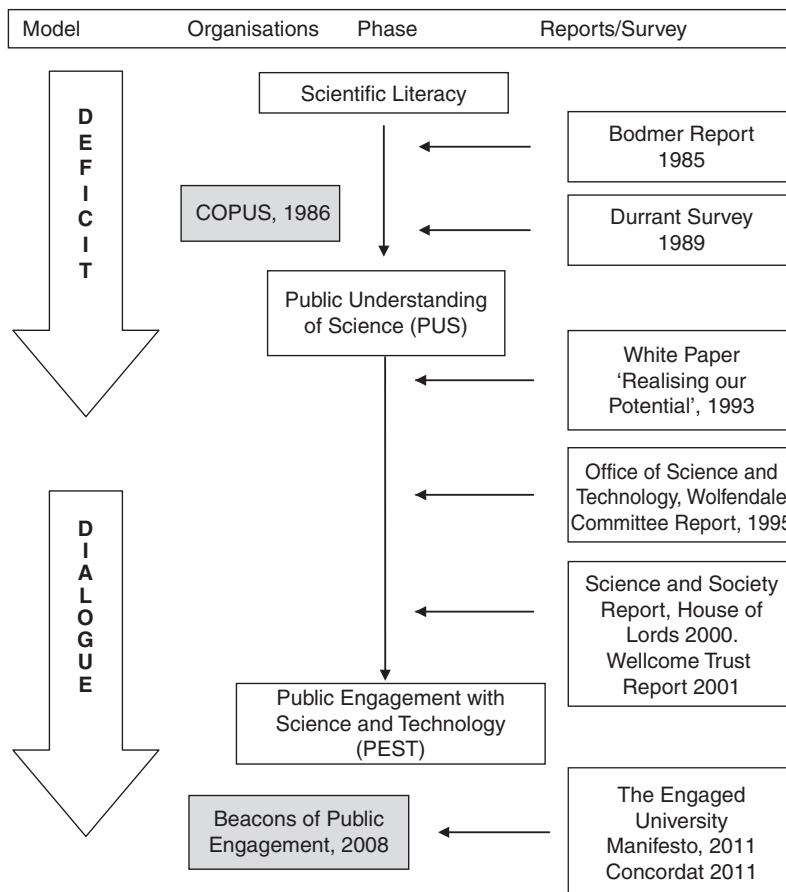 Model Organisations Phase Reports/Survey
DEFICIT
Scientific Literacy
Bodmer Report
1985
COPUS, 1986
Durrant Survey
1989
Public Understanding
of Science (PUS)
White Paper
‘Realising our
Potential’, 1993
DIALOGUE
Office of Science and
Technology, Wolfendale
Committee Report, 1995
Science and Society
Report, House of
Lords 2000.
Wellcome Trust
Report 2001
Public Engagement with
Science and Technology
(PEST)
Beacons of Public
Engagement, 2008
The Engaged
University
Manifesto, 2011
Concordat 2011